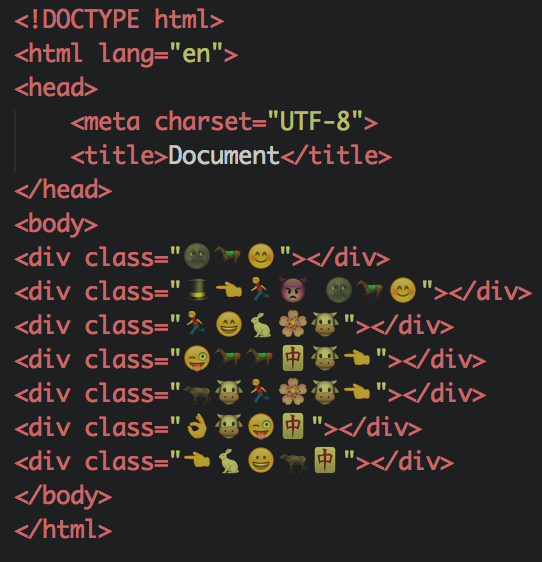 <!DOCTYPE html>
<html lang="en">
<head>
    <meta charset="UTF-8">
    <title>Document</title>
</head>
<body>
<div class="🌚🐎😊"></div>
<div class="🎩👈🏃👿 🌚🐎😊"></div>
<div class="🏃😄🐇🌸🐮"></div>
<div class="😜🐎🐎🀄🐮👈"></div>
<div class="🐄🐮🏃🌸🐮👈"></div>
<div class="👌🐮😜🀄"></div>
<div class="👈🐇😀🐄🀄"></div>
</body>
</html>